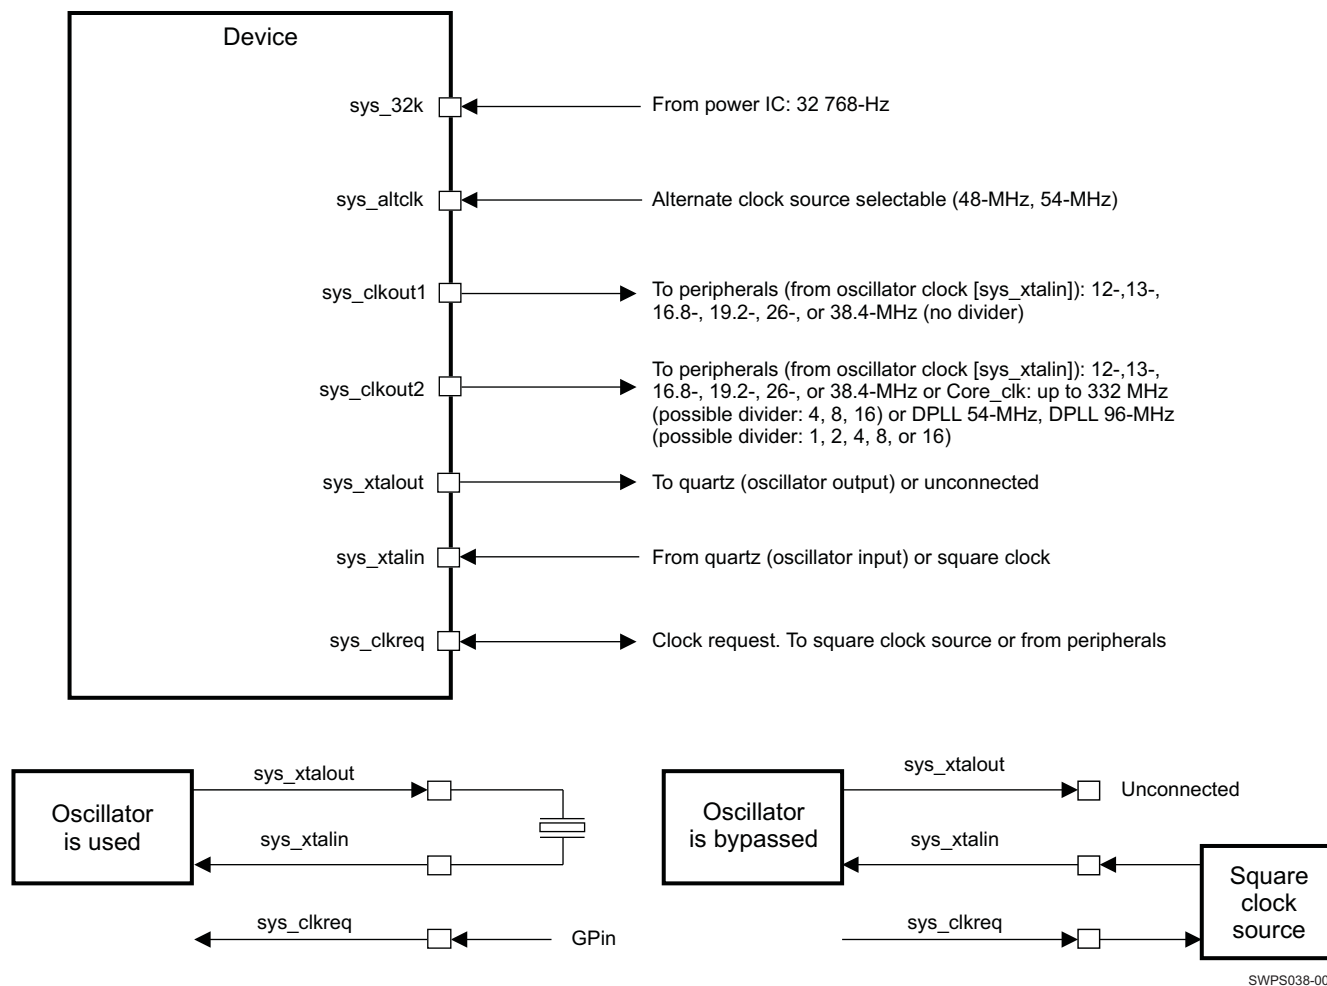 Device
sys_32k
From power IC: 32 768-Hz
sys_altclk
Alternate clock source selectable (48-MHz, 54-MHz)
sys_clkout1
To peripherals (from oscillator clock [sys_xtalin]): 12-,13-,
16.8-, 19.2-, 26-, or 38.4-MHz (no divider)
sys_clkout2
To peripherals (from oscillator clock [sys_xtalin]): 12-,13-,
16.8-, 19.2-, 26-, or 38.4-MHz or Core_clk: up to 332 MHz
(possible divider: 4, 8, 16) or DPLL 54-MHz, DPLL 96-MHz
(possible divider: 1, 2, 4, 8, or 16)
sys_xtalout
To quartz (oscillator output) or unconnected
sys_xtalin
From quartz (oscillator input) or square clock
sys_clkreq
Clock request. To square clock source or from peripherals
Oscillator
is used
sys_xtalout
sys_xtalin
sys_clkreq
GPin
Oscillator
is bypassed
sys_xtalout
Unconnected
sys_xtalin
sys_clkreq
Square
clock
source
SWPS038-00